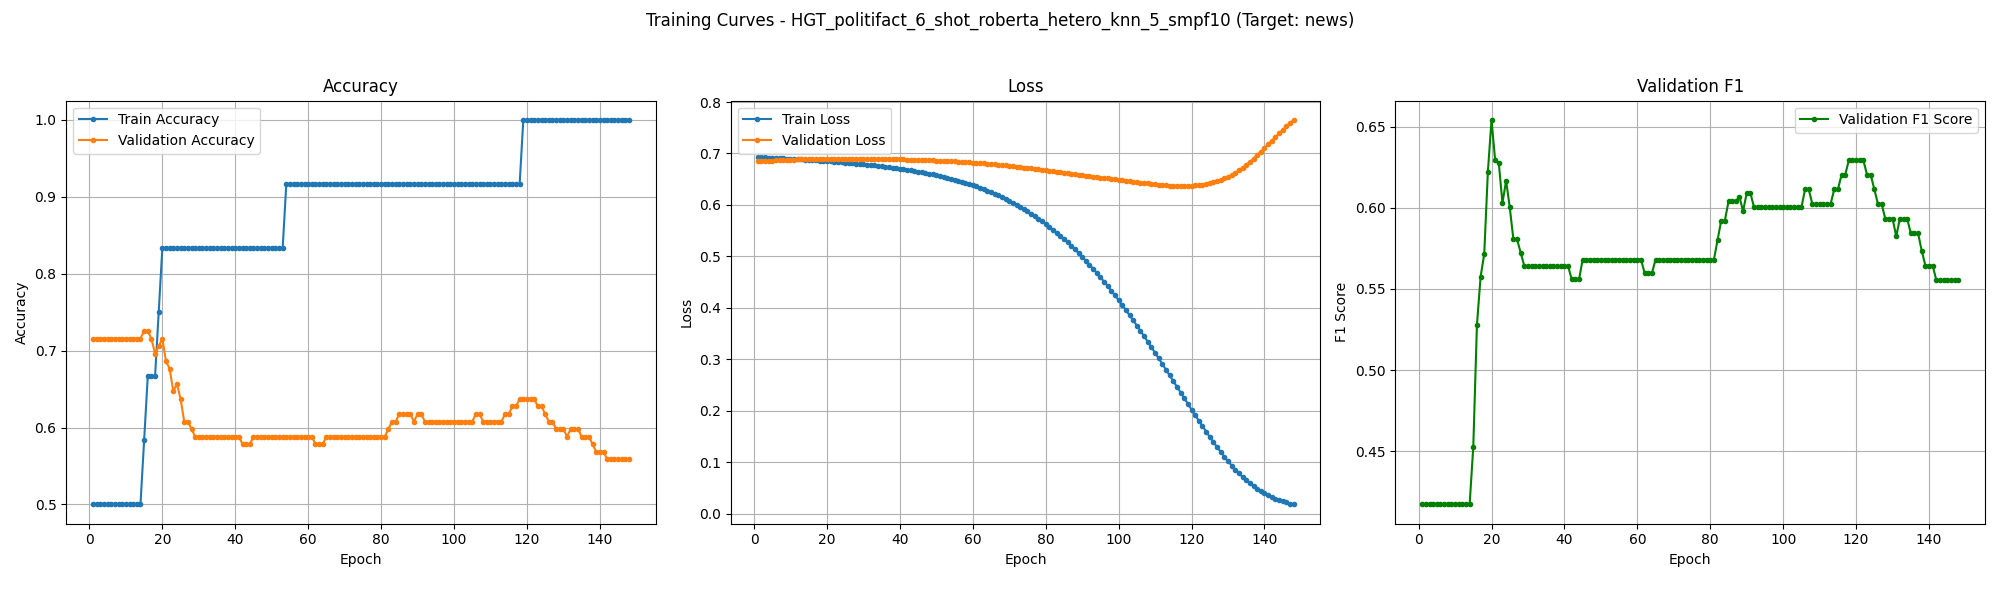 Training Curves - HGT_politifact_6_shot_roberta_hetero_knn_5_smpf10 (Target: news)
Accuracy
Train Accuracy
Validation Accuracy
Accuracy
1.0
0.9
0.8
0.7
0.6
0.5
0 20 40 60 80 100 120 140
Epoch
Loss
Train Loss
Validation Loss
Loss
0.8
0.7
0.6
0.5
0.4
0.3
0.2
0.1
0.0
0 20 40 60 80 100 120 140
Epoch
Validation F1
Validation F1 Score
F1 Score
0.65
0.60
0.55
0.50
0.45
0 20 40 60 80 100 120 140
Epoch